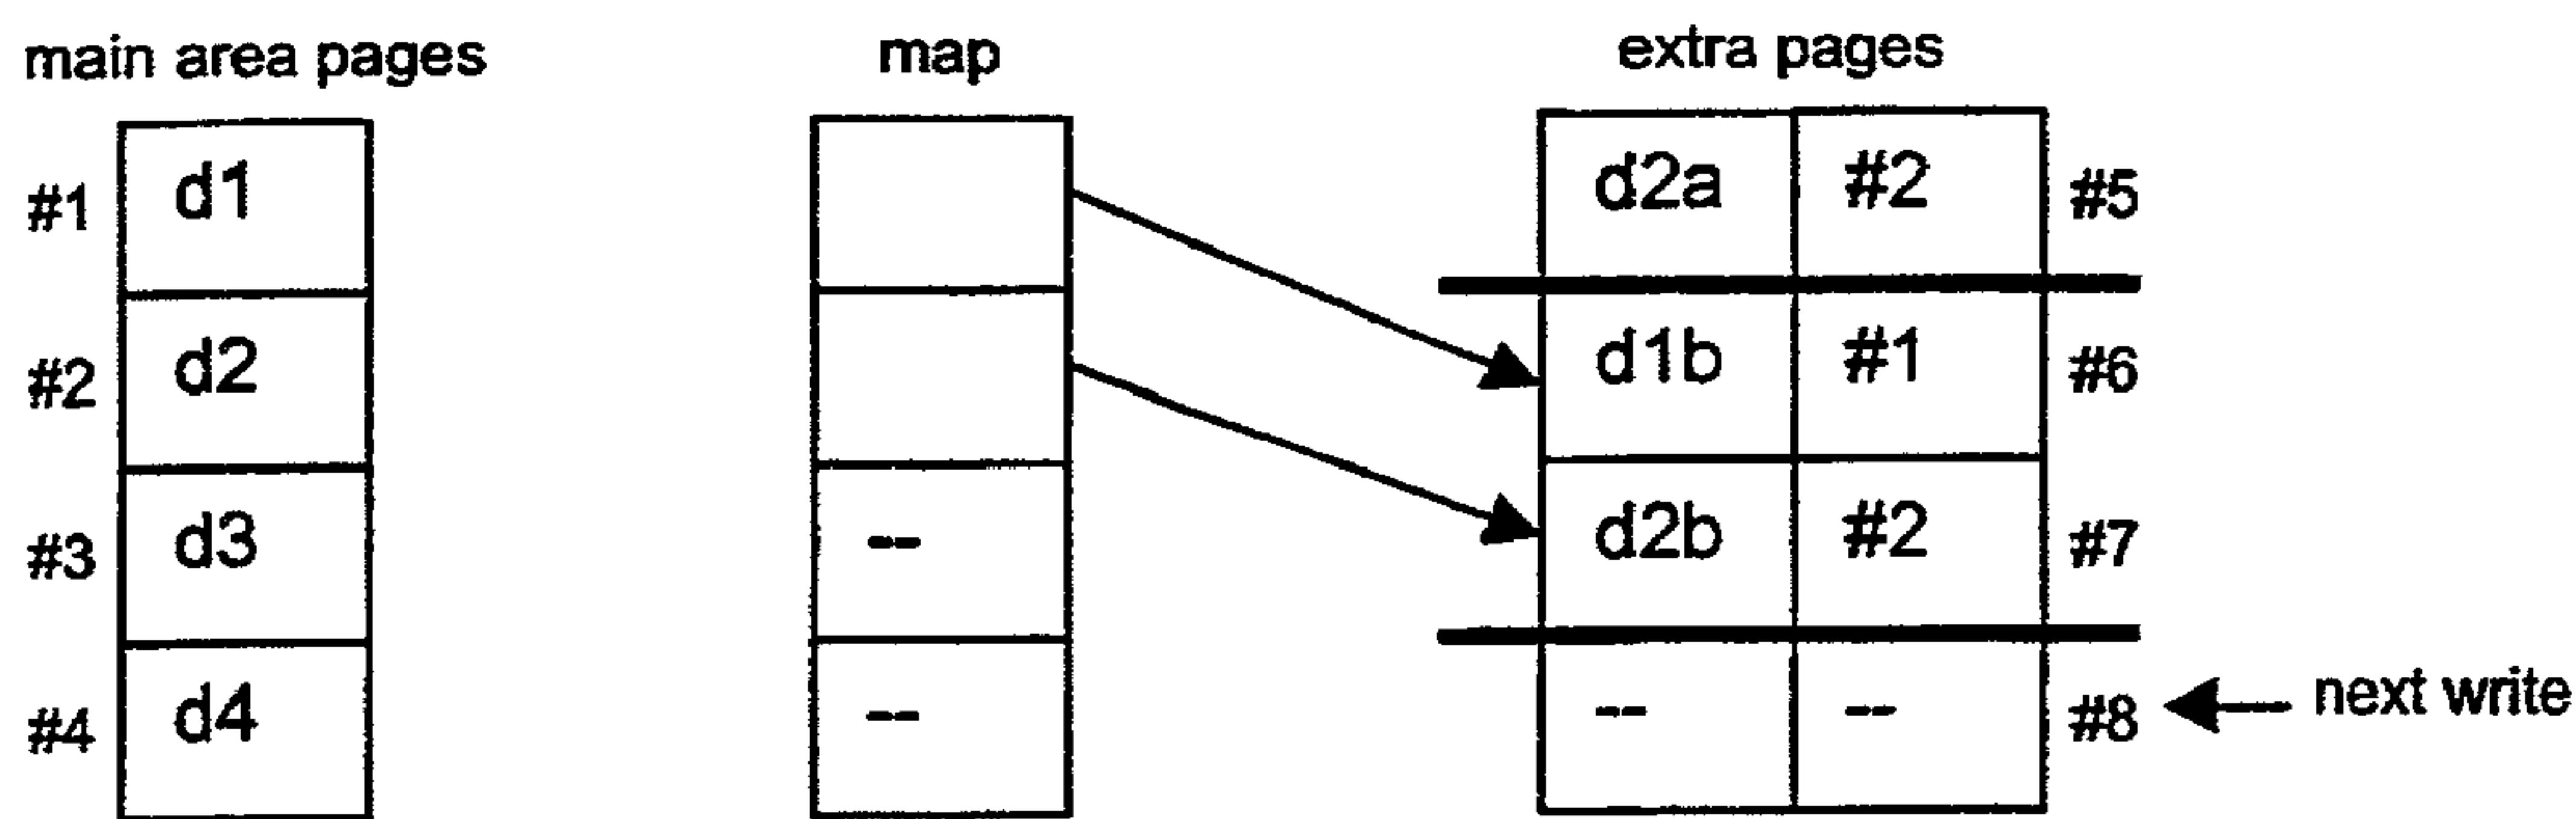 main area pages map extra pages
#1 d1 d2a #2 #5
#2 d2 d1b #1 #6
#3 d3 -- d2b #2 #7
#4 d4 -- -- -- #8 next write